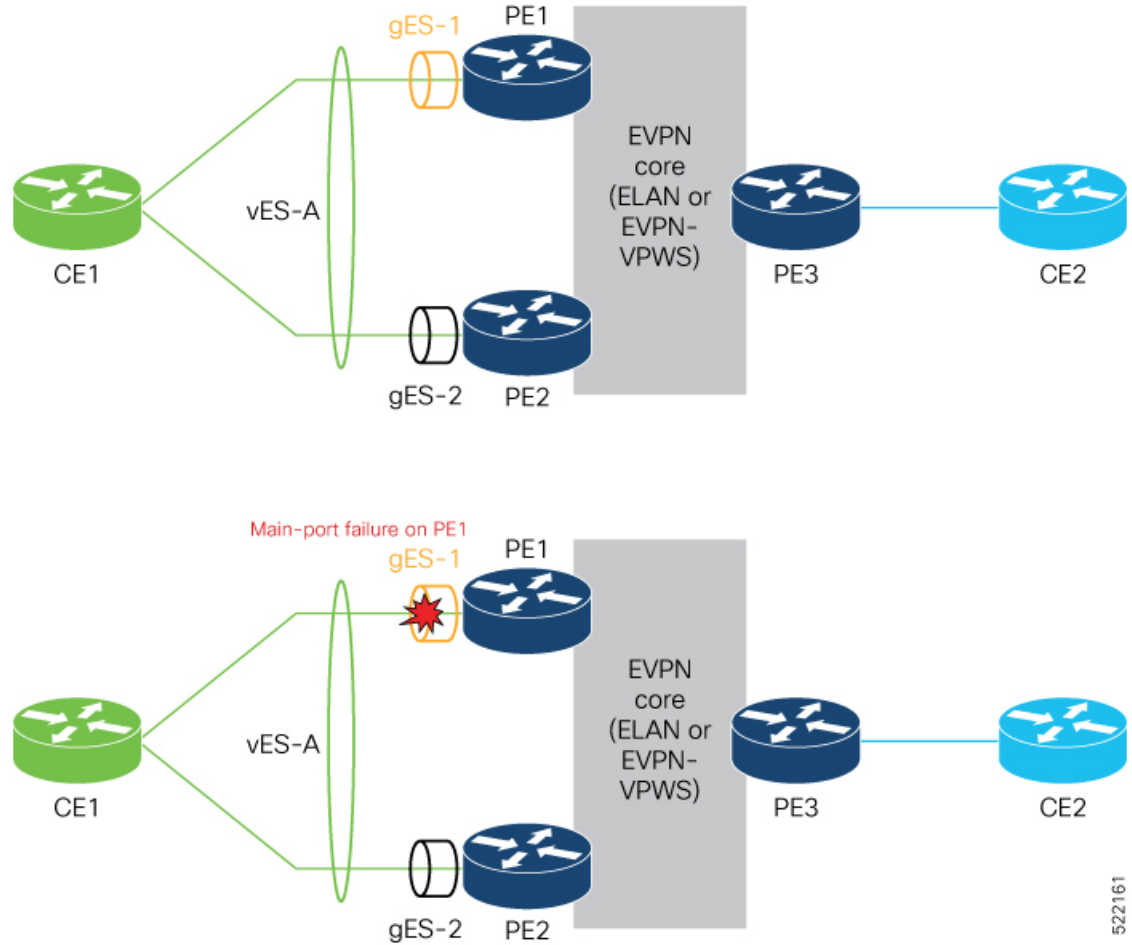 PE1
gES-1
EVPN
core
(ELAN or
EVPN-
VPWS)
vES-A
CE1
PE3
CE2
gES-2
PE2
Main-port failure on PE1
gES-1
PE1
EVPN
core
(ELAN or
EVPN-
VPWS)
vES-A
CE1
PE3
CE2
gES-2
PE2
522161